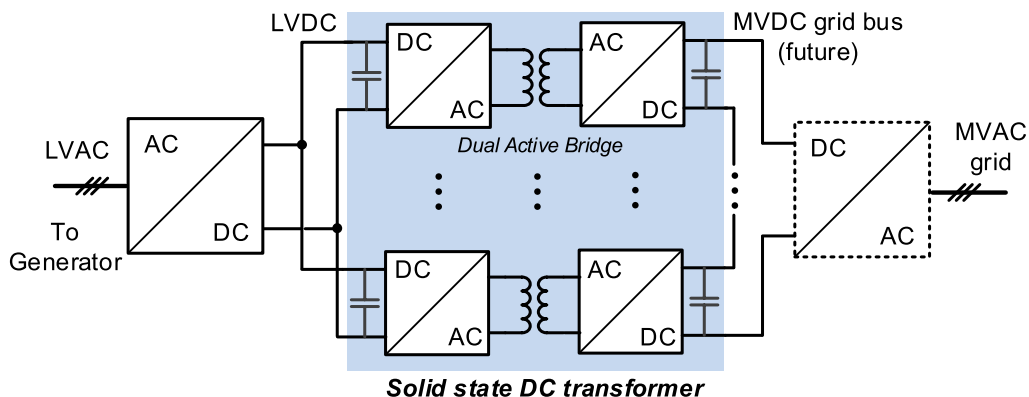 LVDC
MVDC grid bus
(future)
DC
AC
AC
DC
Dual Active Bridge
LVAC
To
Generator
AC
DC
DC
AC
MVAC
grid
DC
AC
AC
DC
Solid state DC transformer